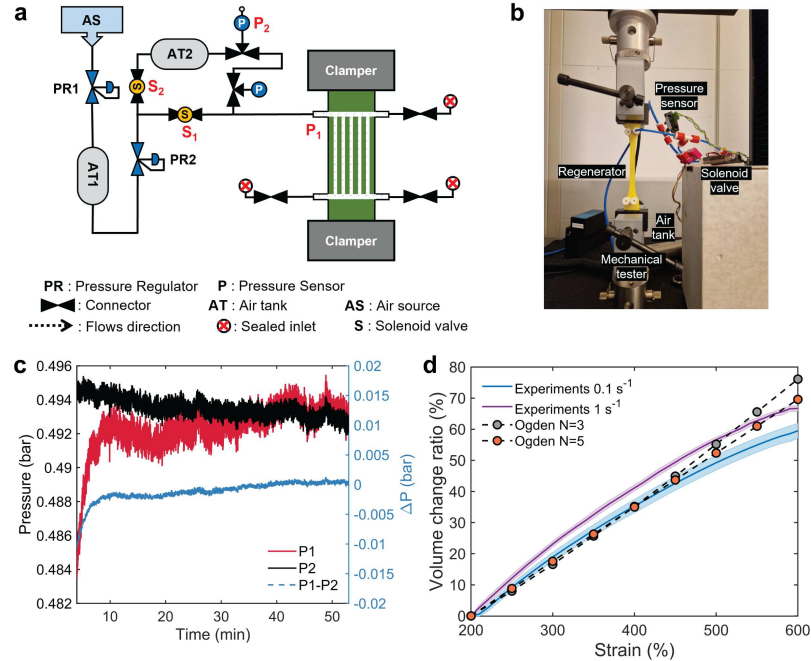 a
AS
PR1
AT1
S
S₂
AT2
P
P₂
P
S
S₁
PR2
P₁
Clamper
Clamper
PR : Pressure Regulator
P : Pressure Sensor
: Connector
AT : Air tank
AS : Air source
: Flows direction
: Sealed inlet
S : Solenoid valve
b
Pressure
sensor
Regenerator
Solenoid
valve
Air
tank
Mechanical
tester
c
Pressure (bar)
0.496
0.494
0.492
0.49
0.488
0.486
0.484
0.482
0.02
0.015
0.01
0.005
0
-0.005
-0.01
-0.015
-0.02
ΔP (bar)
P1
P2
P1-P2
10 20 30 40 50
Time (min)
d
Volume change ratio (%)
80
70
60
50
40
30
20
10
0
Experiments 0.1 s⁻¹
Experiments 1 s⁻¹
Ogden N=3
Ogden N=5
200 300 400 500 600
Strain (%)